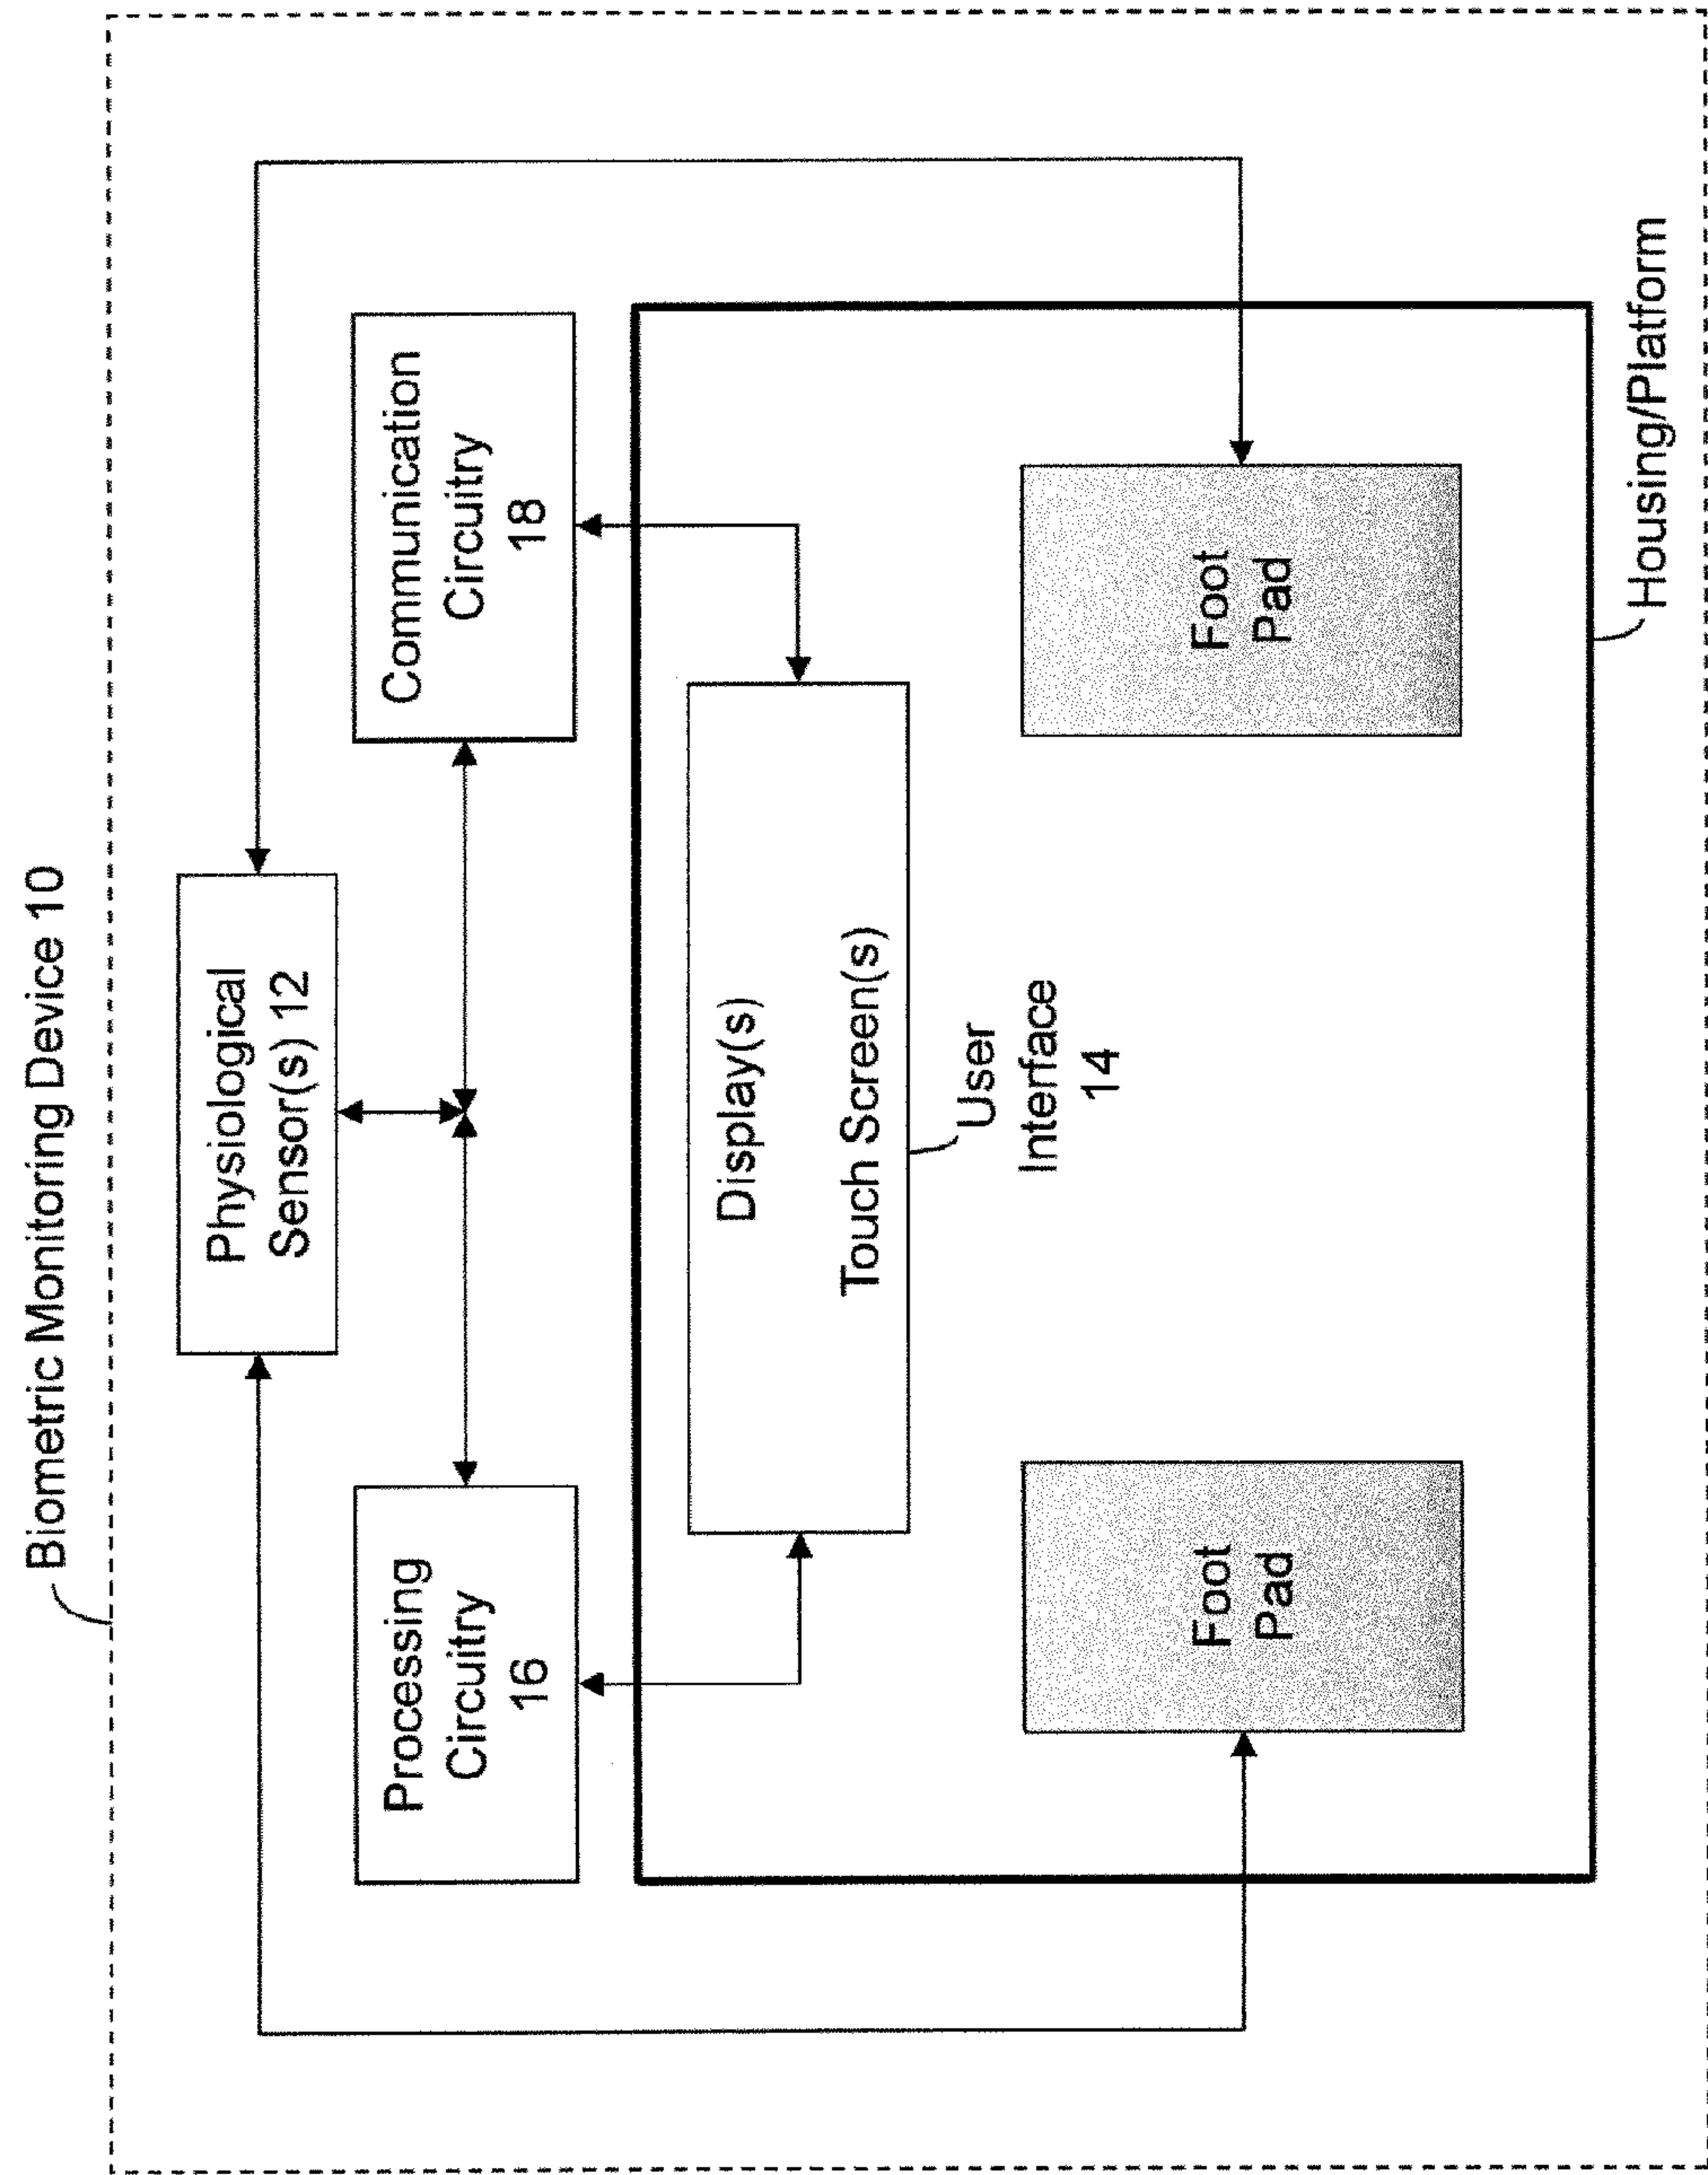 Biometric Monitoring Device 10
Physiological
Sensor(s) 12
Processing
Circuitry
16
Communication
Circuitry
18
Display(s)
Touch Screen(s)
User
Interface
14
Foot
Pad
Foot
Pad
Housing/Platform